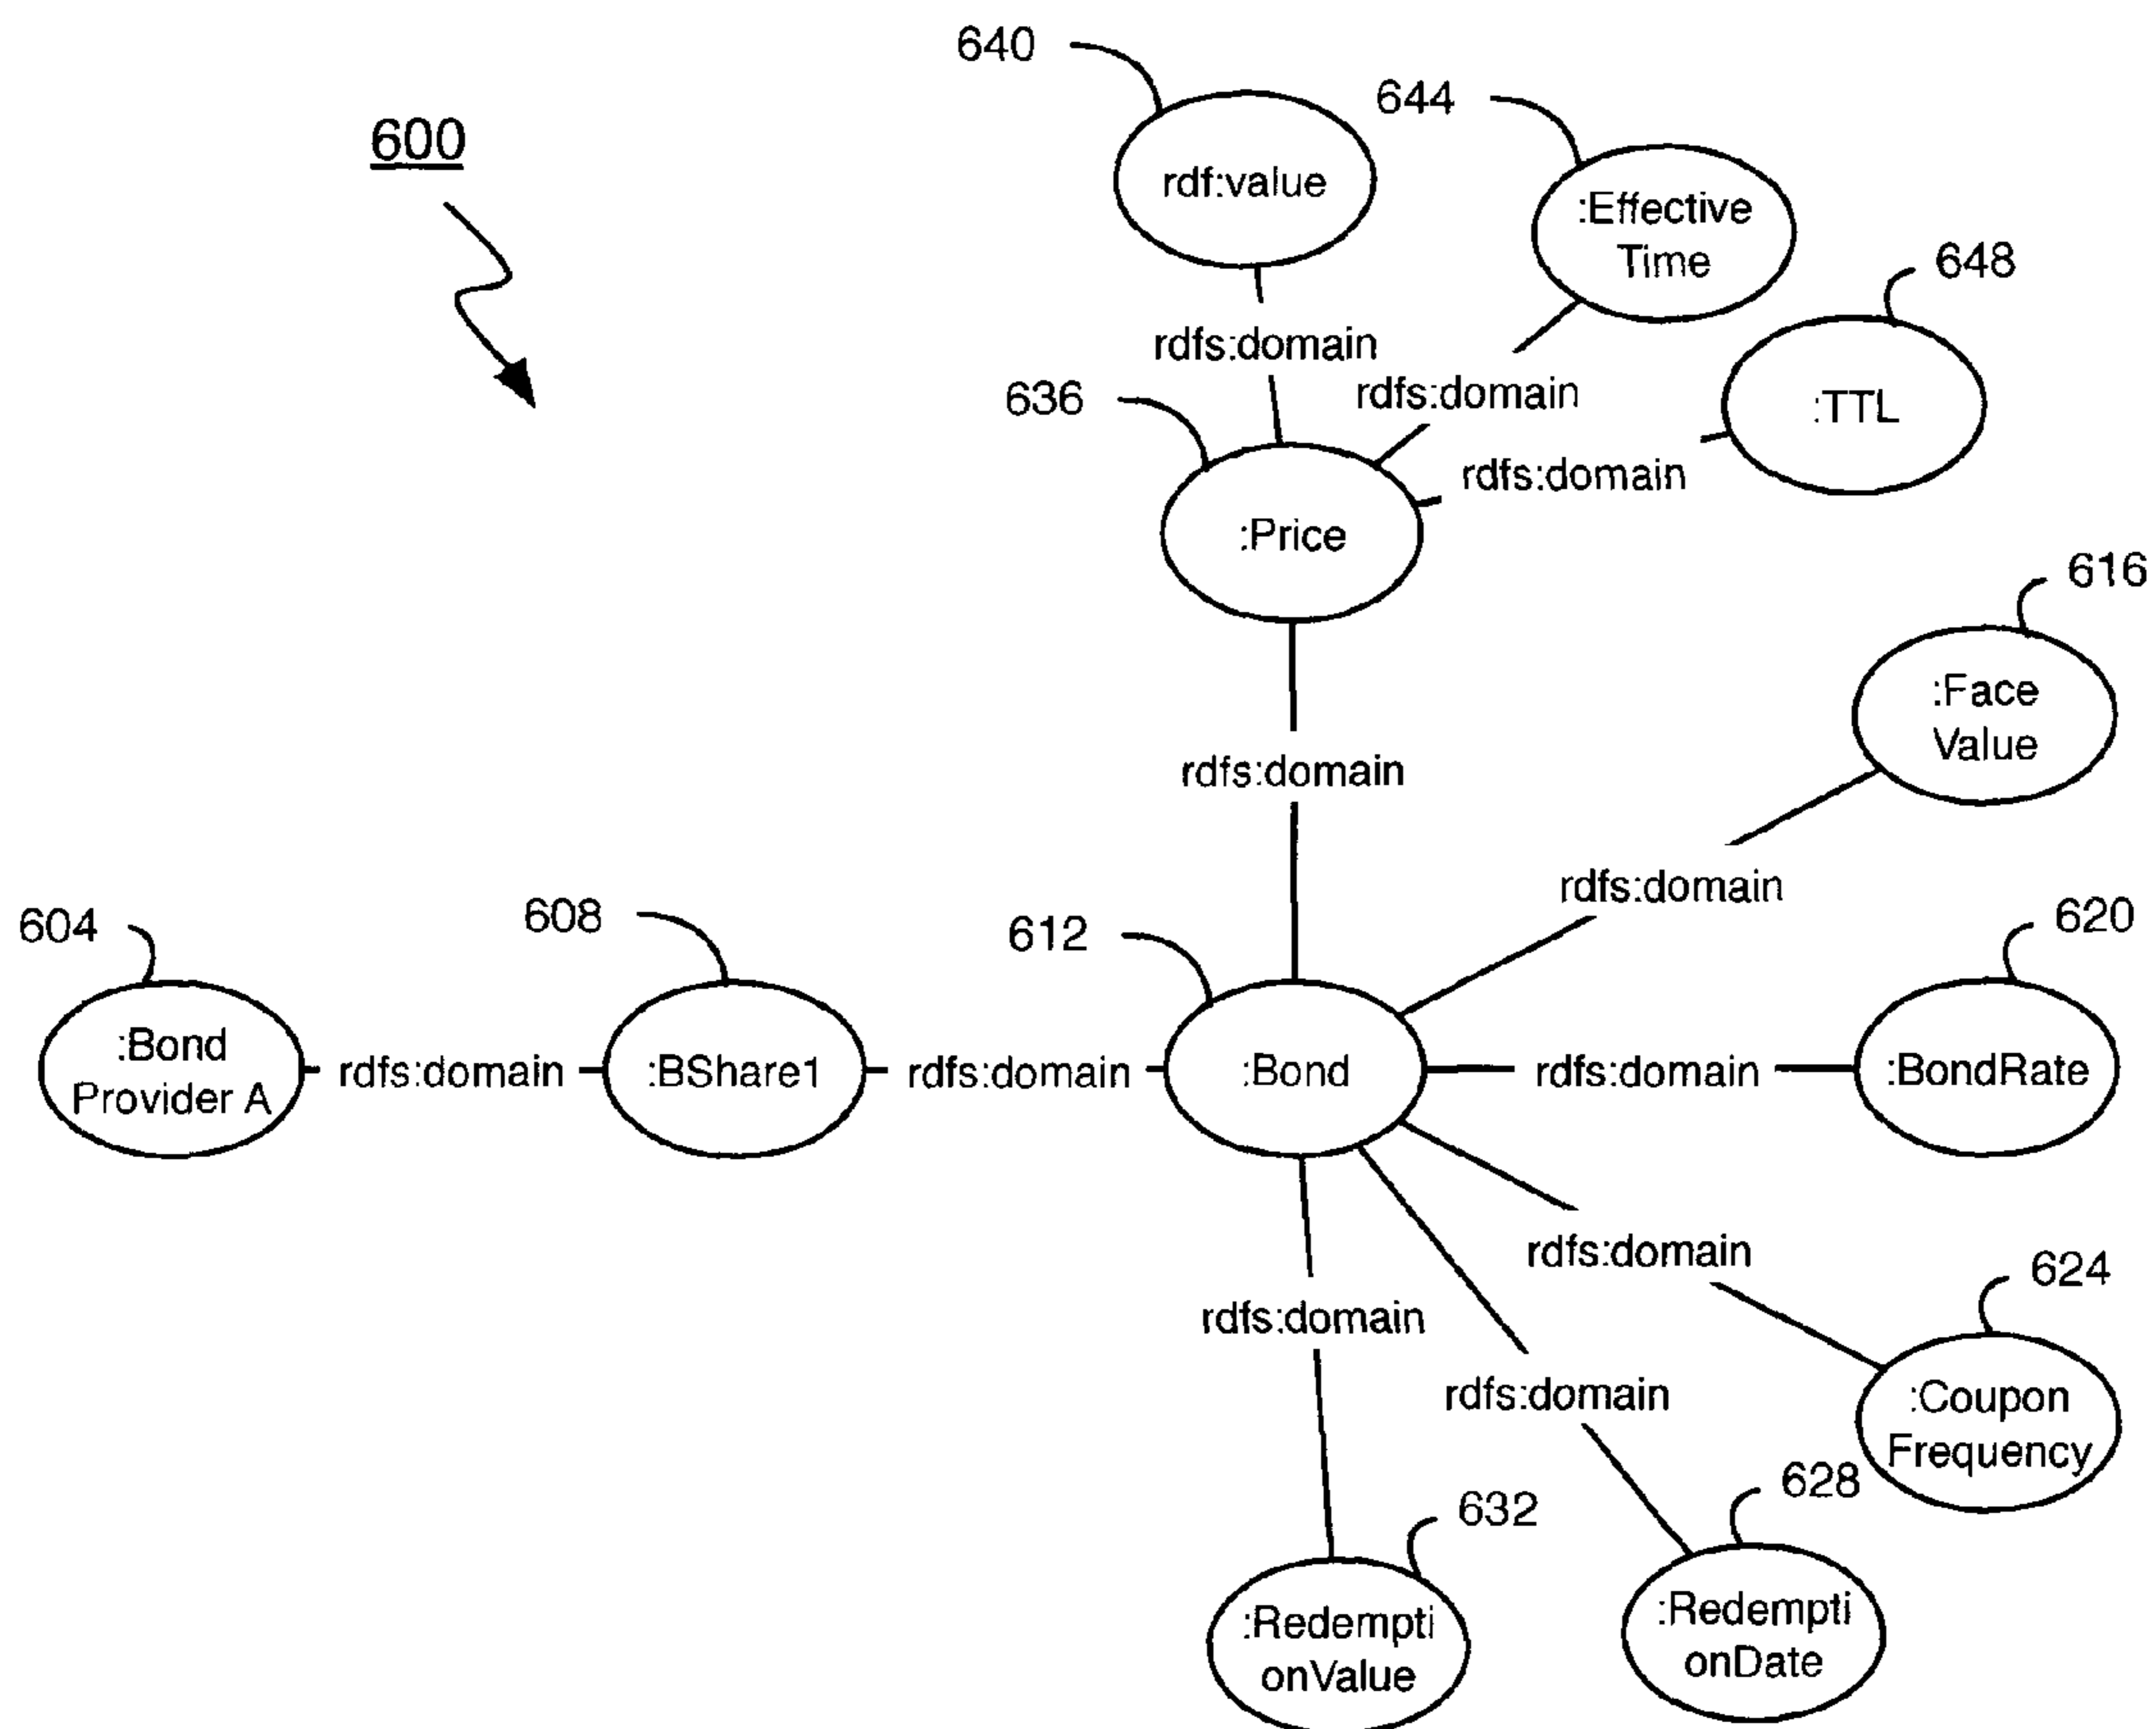 640
644
600
rdf:value
:Effective
Time
648
rdfs:domain
636
rdfs:domain
:TTL
rdfs:domain
:Price
616
:Face
Value
rdfs:domain
rdfs:domain
604
608
612
620
:Bond
Provider A
rdfs:domain
:BShare1
rdfs:domain
:Bond
rdfs:domain
:BondRate
rdfs:domain
624
rdfs:domain
rdfs:domain
:Coupon
Frequency
628
632
:Redempti
onValue
:Redempti
onDate